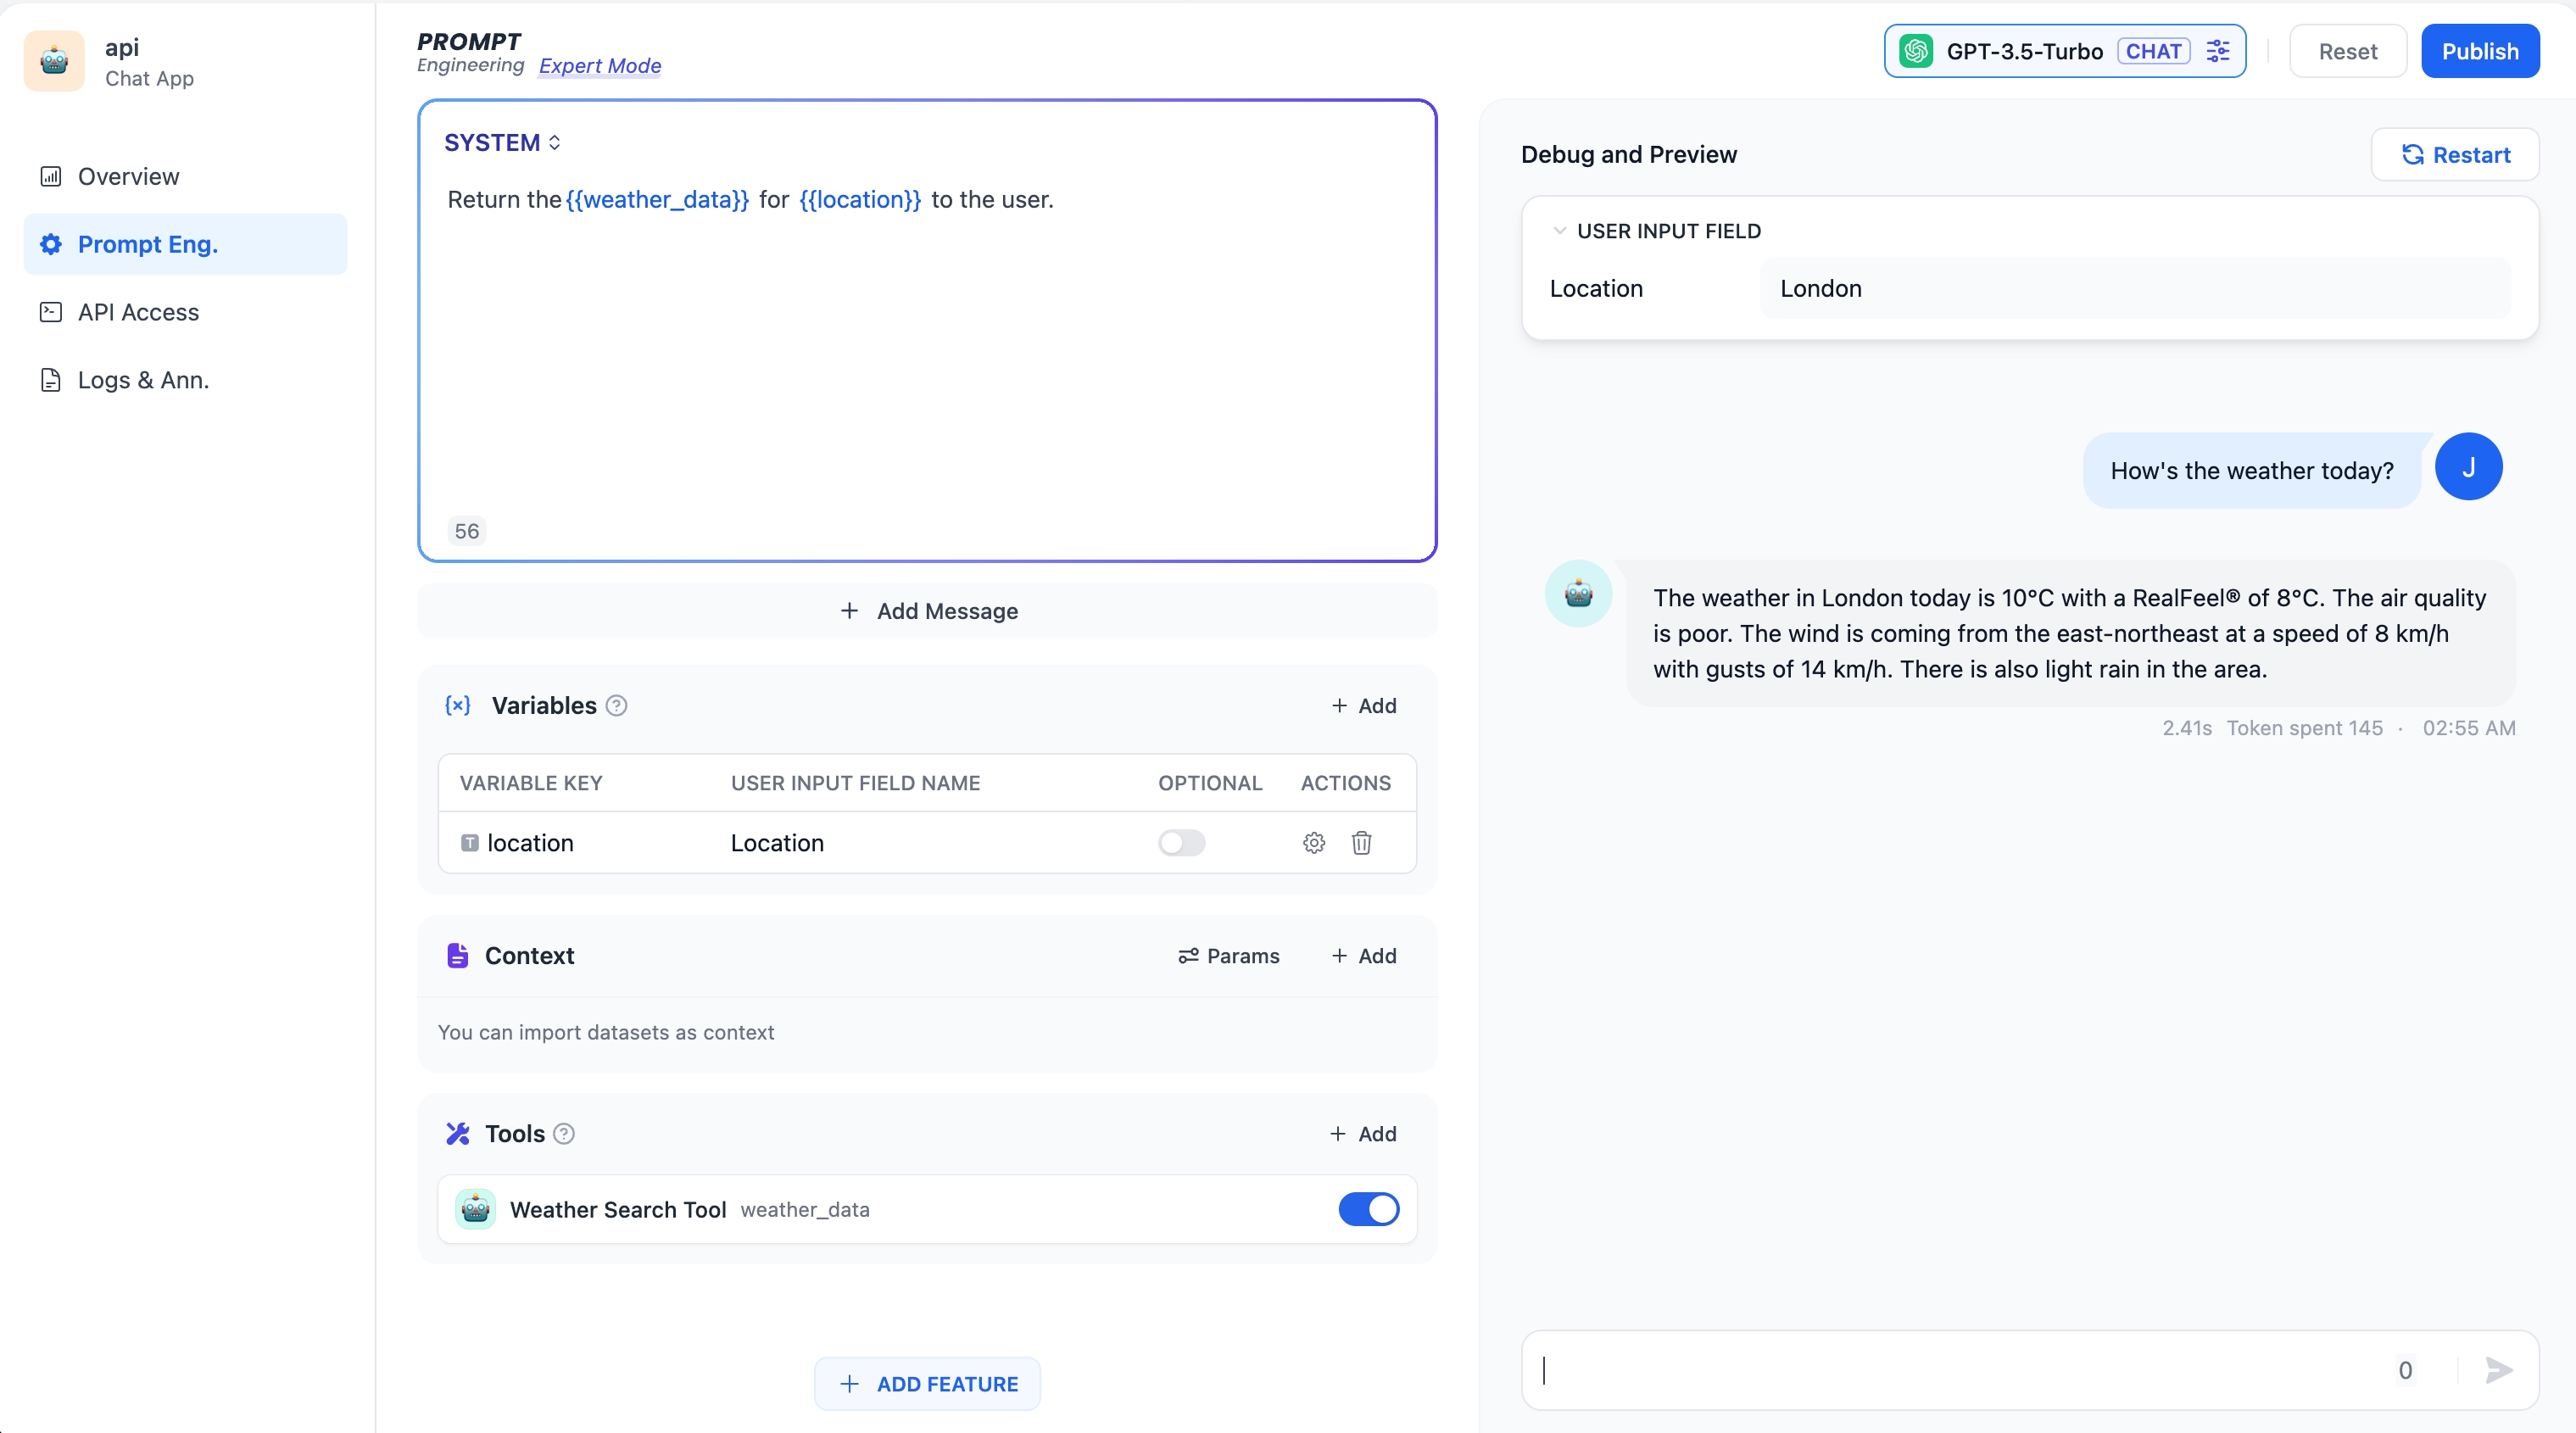 api
Chat App
Overview
Prompt Eng.
API Access
Logs & Ann.
PROMPT
Engineering Expert Mode
GPT-3.5-Turbo CHAT
Reset
Publish
SYSTEM
Return the {{weather_data}} for {{location}} to the user.
56
+ Add Message
{x} Variables ?
+ Add
VARIABLE KEY USER INPUT FIELD NAME OPTIONAL ACTIONS
T location Location
Context
Params
+ Add
You can import datasets as context
Tools ?
+ Add
Weather Search Tool weather_data
+ ADD FEATURE
Debug and Preview
Restart
USER INPUT FIELD
Location London
How's the weather today?
J
The weather in London today is 10°C with a RealFeel® of 8°C. The air quality
is poor. The wind is coming from the east-northeast at a speed of 8 km/h
with gusts of 14 km/h. There is also light rain in the area.
2.41s Token spent 145 · 02:55 AM
0